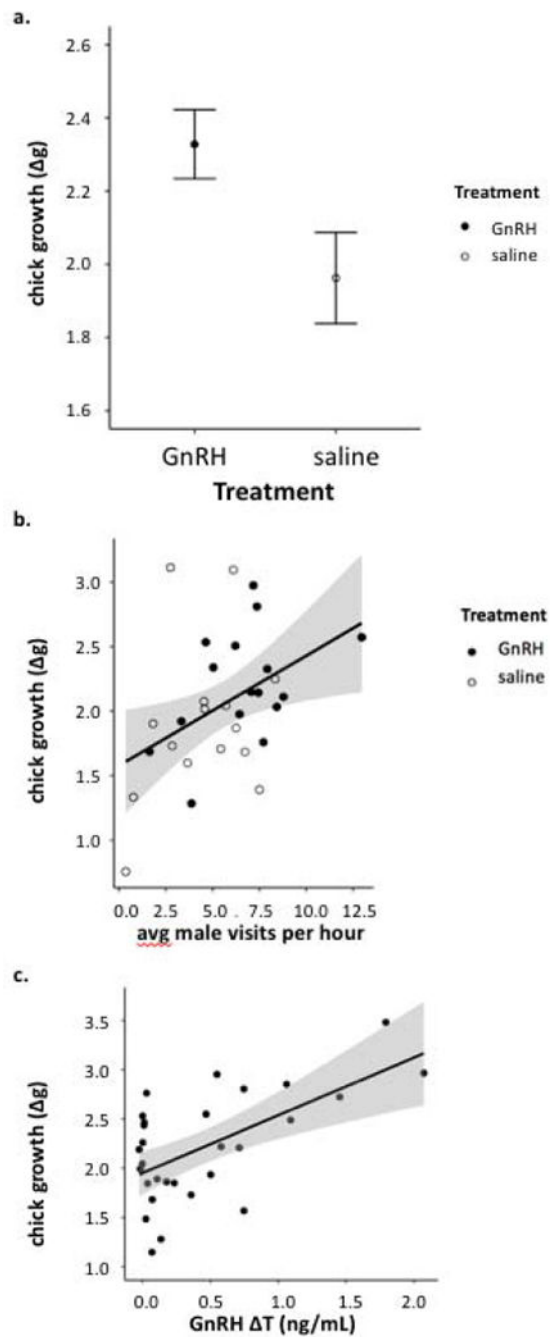 a.
2.6
2.4
2.2
2.0
1.8
1.6
chick growth (Δg)
GnRH saline
Treatment
Treatment
GnRH
saline
b.
3.0
2.5
2.0
1.5
1.0
chick growth (Δg)
0.0 2.5 5.0 7.5 10.0 12.5
avg male visits per hour
Treatment
GnRH
saline
c.
3.5
3.0
2.5
2.0
1.5
1.0
chick growth (Δg)
0.0 0.5 1.0 1.5 2.0
GnRH ΔT (ng/mL)